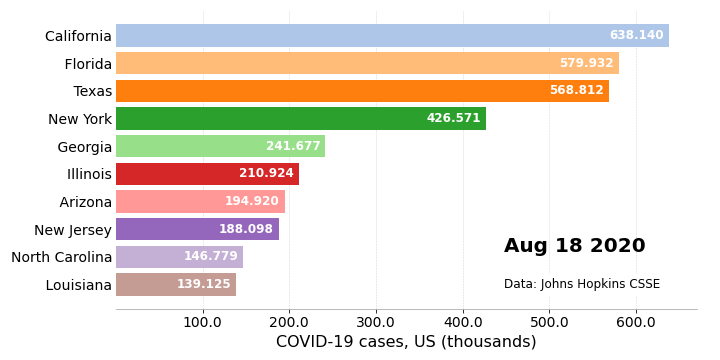 California 638.140
Florida 579.932
Texas 568.812
New York 426.571
Georgia 241.677
Illinois 210.924
Arizona 194.920
New Jersey 188.098
North Carolina 146.779
Louisiana 139.125
Aug 18 2020
Data: Johns Hopkins CSSE
100.0 200.0 300.0 400.0 500.0 600.0
COVID-19 cases, US (thousands)